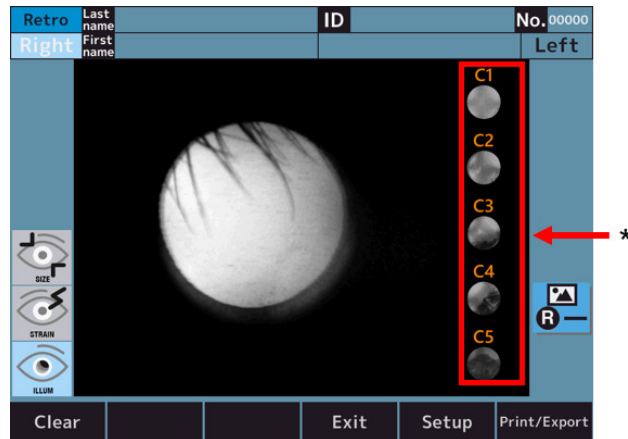 Retro Last name ID No. 00000
Right First name Left
C1
C2
C3
C4
C5
*
SIZE
STRAIN
ILLUM
R
Clear Exit Setup Print/Export